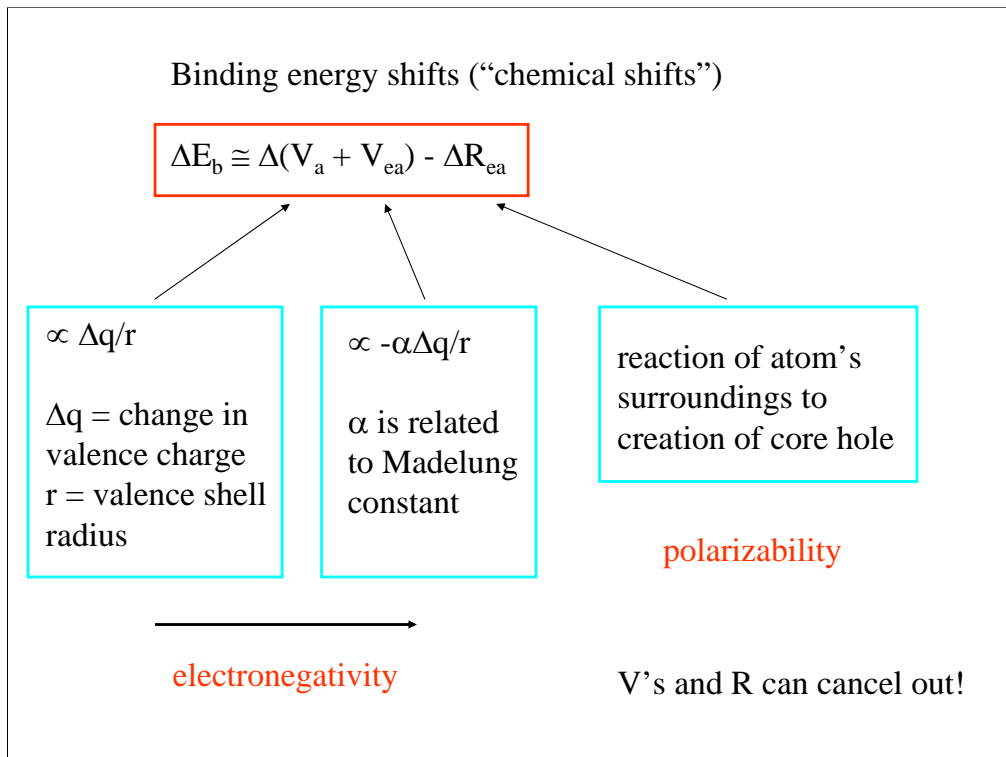 Binding energy shifts (“chemical shifts”)
ΔE_b ≅ Δ(V_a + V_ea) - ΔR_ea
∝ Δq/r
Δq = change in
valence charge
r = valence shell
radius
∝ -αΔq/r
α is related
to Madelung
constant
reaction of atom’s
surroundings to
creation of core hole
polarizability
electronegativity
V’s and R can cancel out!